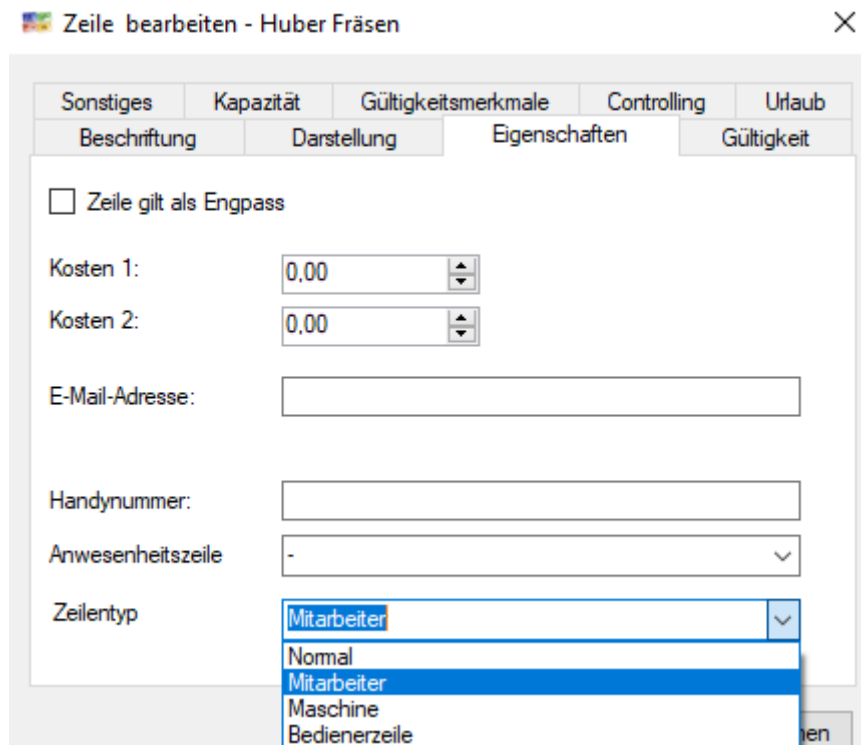 Zeile bearbeiten - Huber Fräsen
Sonstiges Kapazität Gültigkeitsmerkmale Controlling Urlaub
Beschriftung Darstellung Eigenschaften Gültigkeit
Zeile gilt als Engpass
Kosten 1: 0,00
Kosten 2: 0,00
E-Mail-Adresse:
Handynummer:
Anwesenheitszeile -
Zeilentyp Mitarbeiter
Normal
Mitarbeiter
Maschine
Bedienerzeile hen